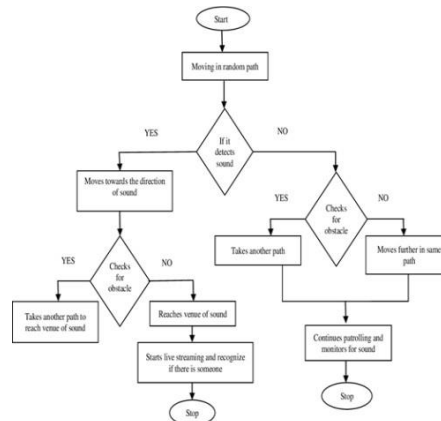 Start
Moving in random path
YES
NO
If it
detects
sound
Moves towards the direction
of sound
YES
NO
Checks
for
obstacle
Takes another path
Moves further in same
path
YES
NO
Checks
for
obstacle
Takes another path to
reach venue of sound
Reaches venue of sound
Continues patrolling and
monitors for sound
Starts live streaming and recognize
if there is someone
Stop
Stop